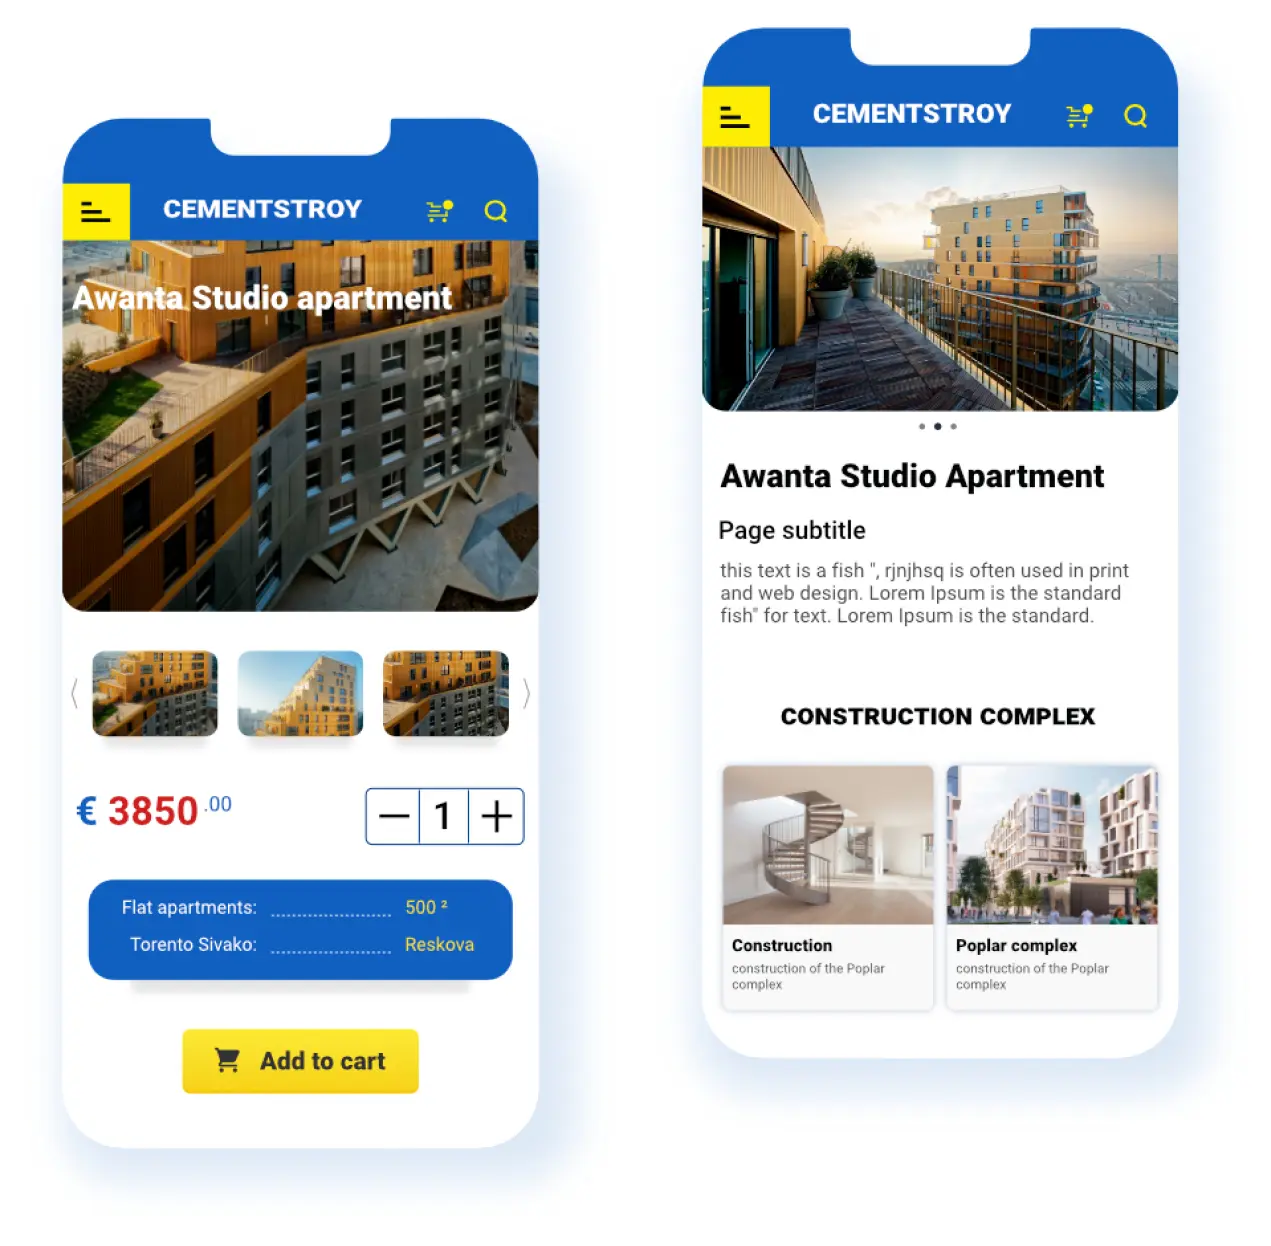 CEMENTSTROY
Awanta Studio apartment
€ 3850 .00
1
Flat apartments: 500 ²
Torento Sivako: Reskova
Add to cart
CEMENTSTROY
Awanta Studio Apartment
Page subtitle
this text is a fish ", rjnjhsq is often used in print
and web design. Lorem Ipsum is the standard
fish" for text. Lorem Ipsum is the standard.
CONSTRUCTION COMPLEX
Construction
construction of the Poplar
complex
Poplar complex
construction of the Poplar
complex